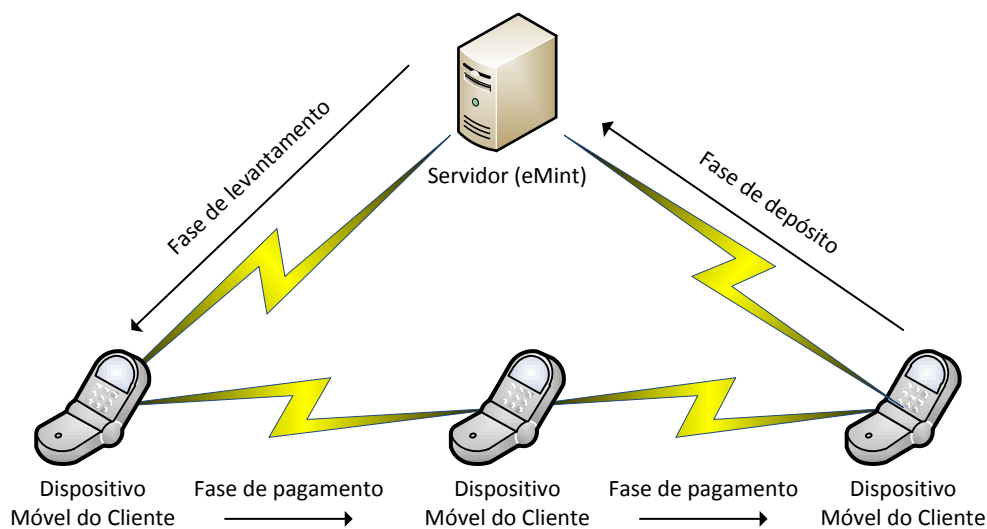 Fase de levantamento
Servidor (eMint)
Fase de depósito
Dispositivo
Móvel do Cliente
Fase de pagamento
Dispositivo
Móvel do Cliente
Fase de pagamento
Dispositivo
Móvel do Cliente